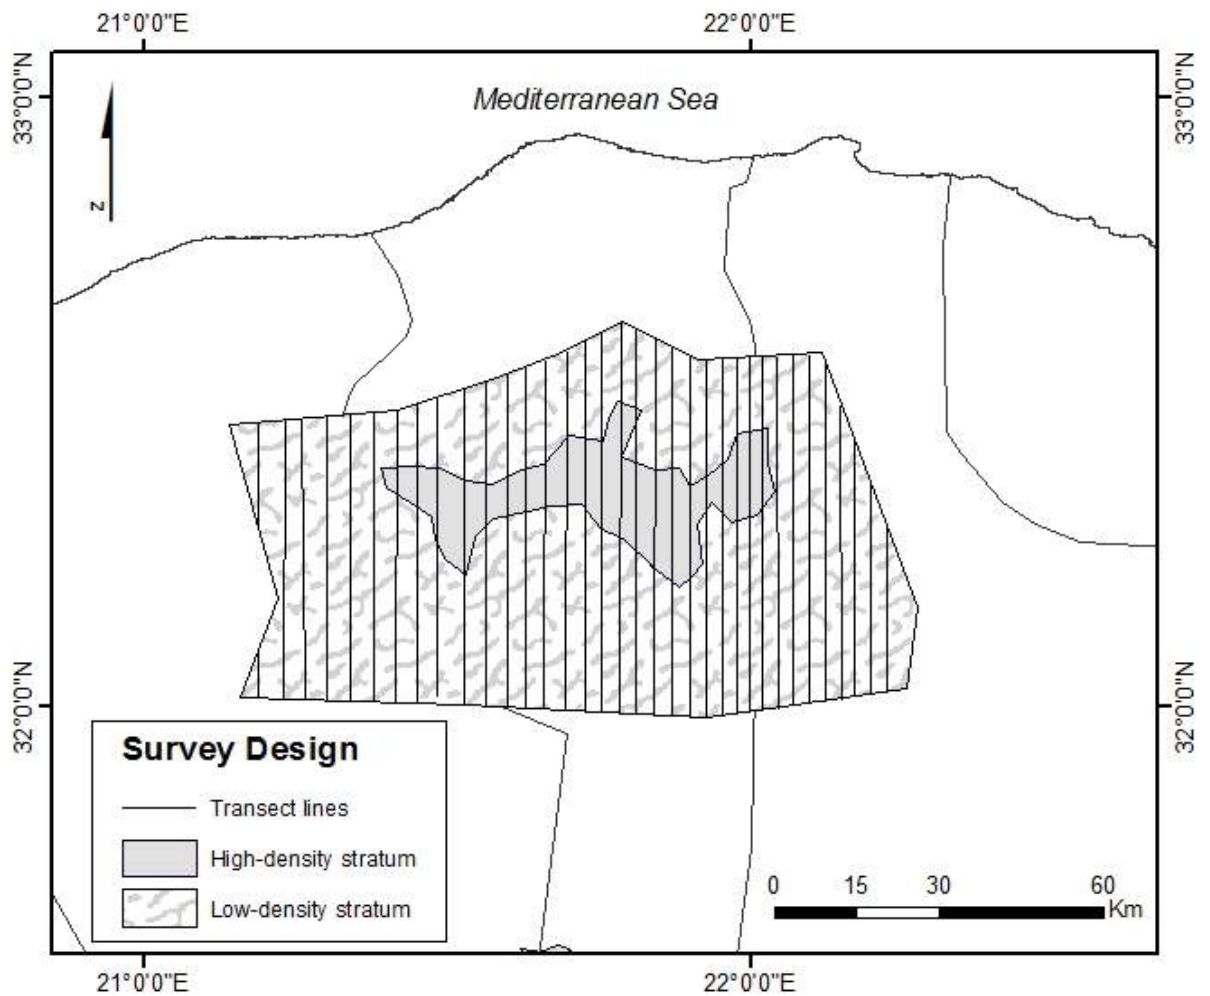 21°0'0"E 22°0'0"E
33°0'0"N 33°0'0"N
Mediterranean Sea
N
32°0'0"N 32°0'0"N
Survey Design
Transect lines
High-density stratum
Low-density stratum
0 15 30 60
Km
21°0'0"E 22°0'0"E